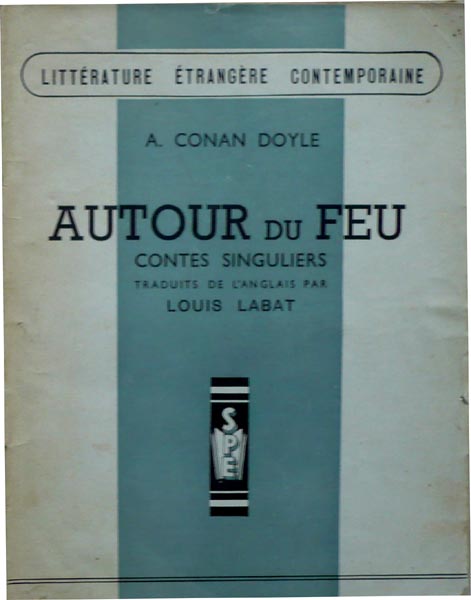 LITTÉRATURE ÉTRANGÈRE CONTEMPORAINE
A. CONAN DOYLE
AUTOUR DU FEU
CONTES SINGULIERS
TRADUITS DE L'ANGLAIS PAR
LOUIS LABAT
SPE